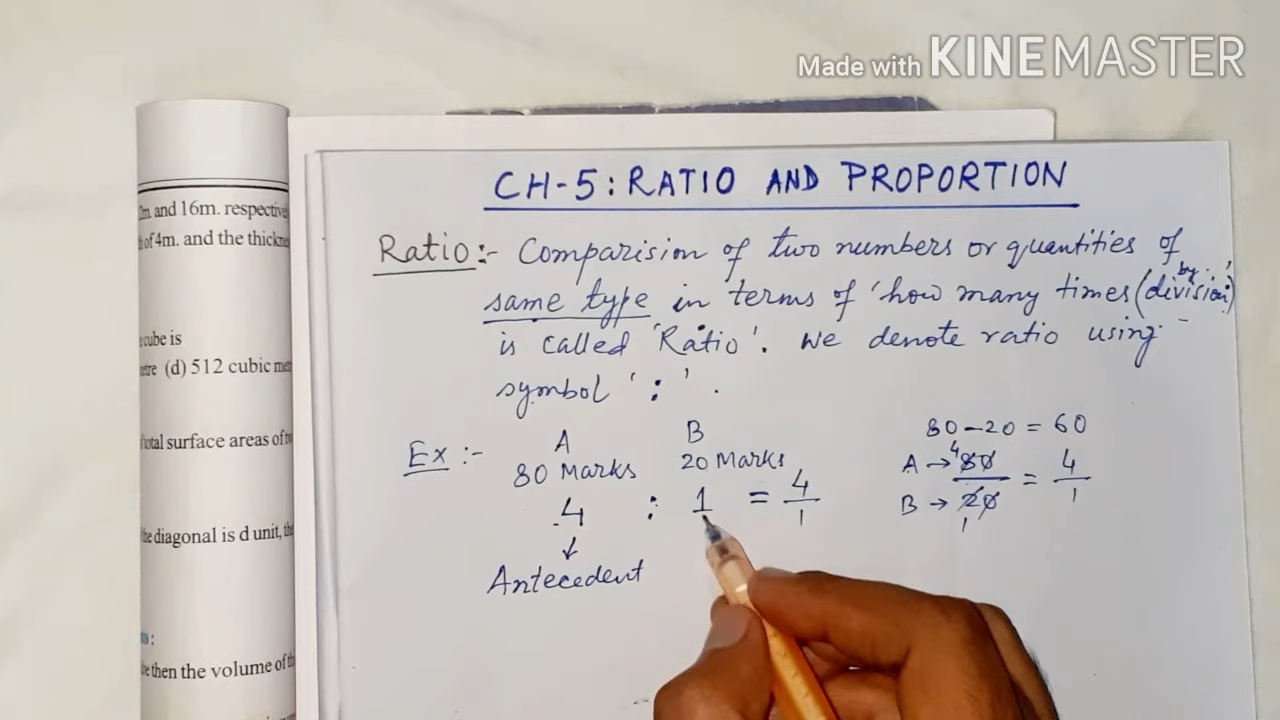 Made with KINEMASTER
CH-5: RATIO AND PROPORTION
Ratio:- Comparision of two numbers or quantities of
same type in terms of 'how many times (by division)
is called 'Ratio'. We denote ratio using
symbol ':'.
Ex:-
A B
80 Marks 20 Marks
4 : 1 = 4/1
↓
Antecedent
80-20 = 60
A → 4 80
B → 20 1
= 4/1
m. and 16m. respectiv
of 4m. and the thickn
cube is
etre (d) 512 cubic me
total surface areas of
the diagonal is d unit, th
then the volume of